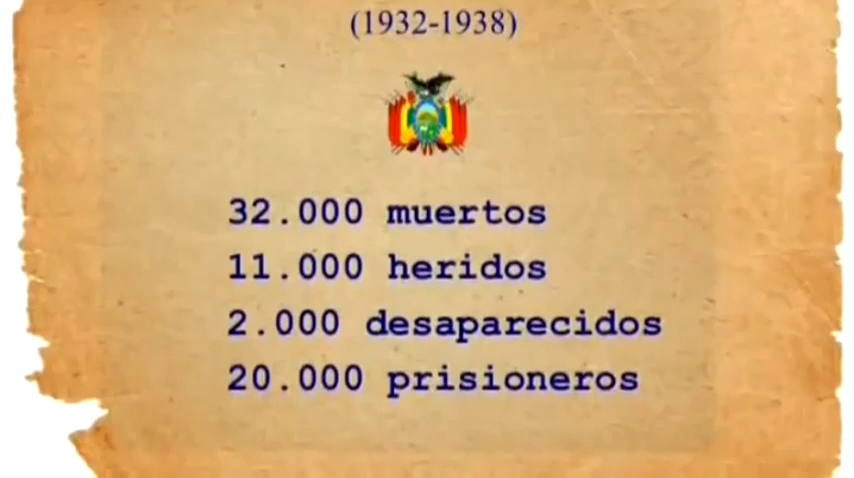 (1932-1938)
32.000 muertos
11.000 heridos
2.000 desaparecidos
20.000 prisioneros